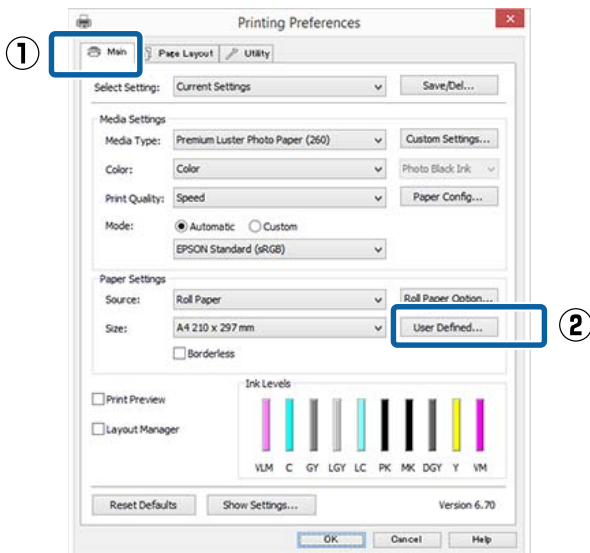 Printing Preferences
①
Main Page Layout Utility
Select Setting: Current Settings Save/Del...
Media Settings
Media Type: Premium Luster Photo Paper (260) Custom Settings...
Color: Color Photo Black Ink
Print Quality: Speed Paper Config...
Mode: Automatic Custom
EPSON Standard (sRGB)
Paper Settings
Source: Roll Paper Roll Paper Option...
Size: A4 210 x 297 mm User Defined...
②
Borderless
Ink Levels
Print Preview
Layout Manager
VLM C GY LGY LC PK MK DGY Y VM
Reset Defaults Show Settings... Version 6.70
OK Cancel Help